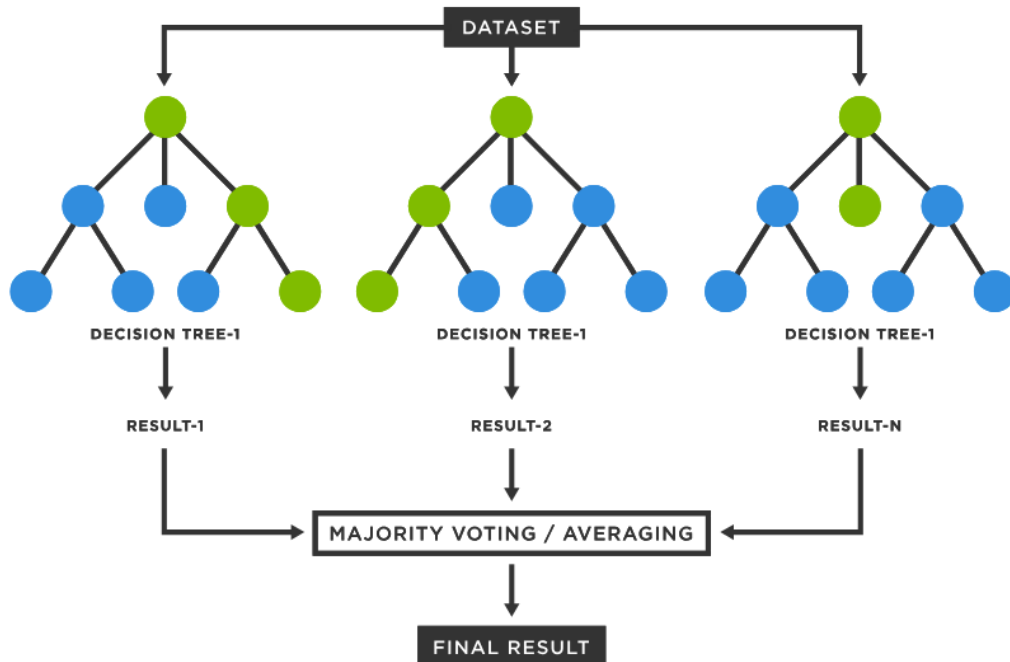 DATASET
DECISION TREE-1
DECISION TREE-1
DECISION TREE-1
RESULT-1
RESULT-2
RESULT-N
MAJORITY VOTING / AVERAGING
FINAL RESULT